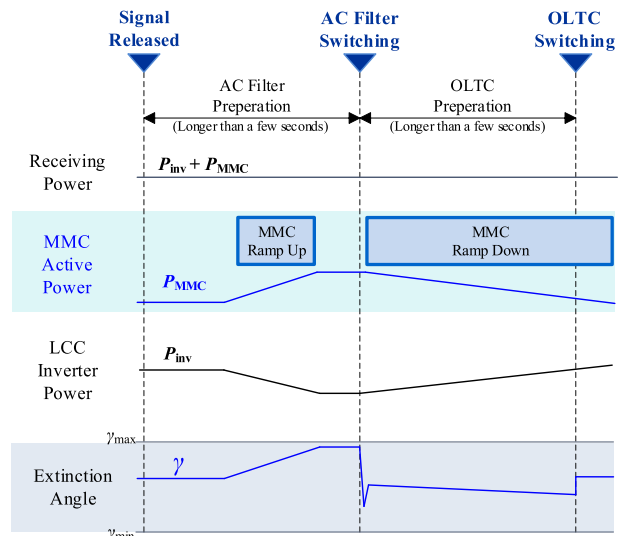 Signal
Released
AC Filter
Switching
OLTC
Switching
AC Filter
Preperation
(Longer than a few seconds)
OLTC
Preperation
(Longer than a few seconds)
Receiving
Power
Pinv + PMMC
MMC
Active
Power
MMC
Ramp Up
MMC
Ramp Down
PMMC
LCC
Inverter
Power
Pinv
γmax
Extinction
Angle
γ
γmin